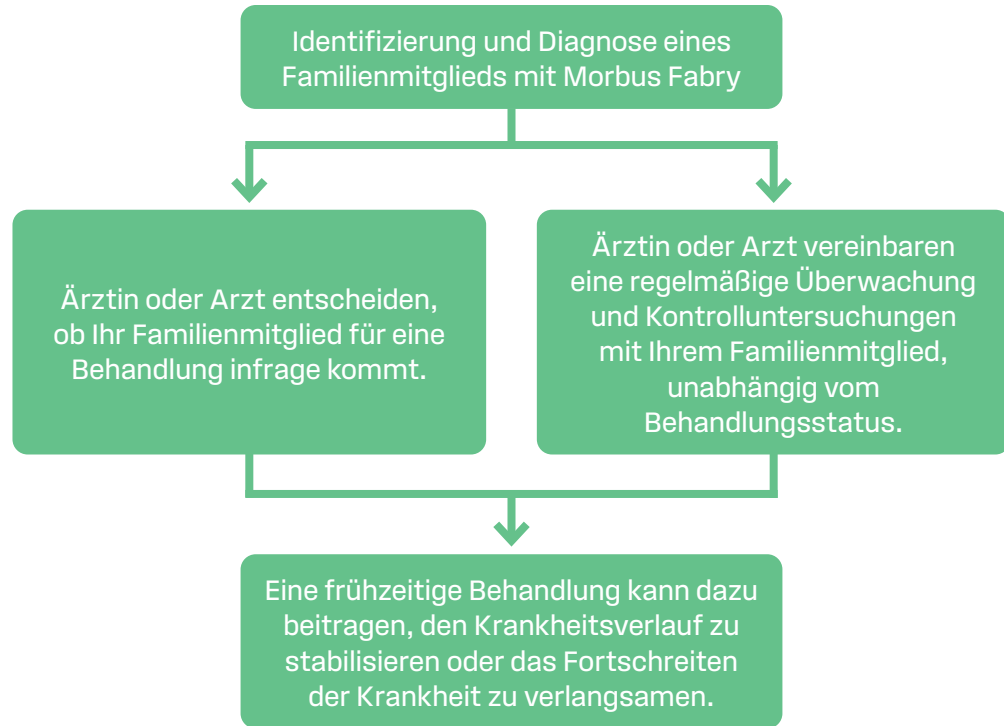 Identifizierung und Diagnose eines
Familienmitglieds mit Morbus Fabry
Ärztin oder Arzt entscheiden,
ob Ihr Familienmitglied für eine
Behandlung infrage kommt.
Ärztin oder Arzt vereinbaren
eine regelmäßige Überwachung
und Kontrolluntersuchungen
mit Ihrem Familienmitglied,
unabhängig vom
Behandlungsstatus.
Eine frühzeitige Behandlung kann dazu
beitragen, den Krankheitsverlauf zu
stabilisieren oder das Fortschreiten
der Krankheit zu verlangsamen.